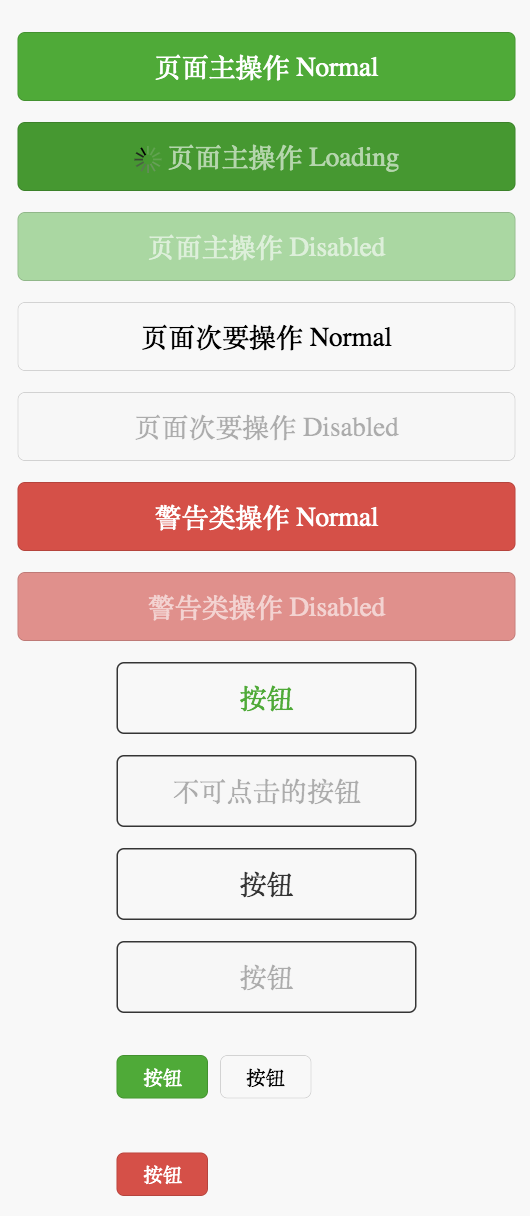 页面主操作 Normal
页面主操作 Loading
页面主操作 Disabled
页面次要操作 Normal
页面次要操作 Disabled
警告类操作 Normal
警告类操作 Disabled
按钮
不可点击的按钮
按钮
按钮
按钮 按钮
按钮